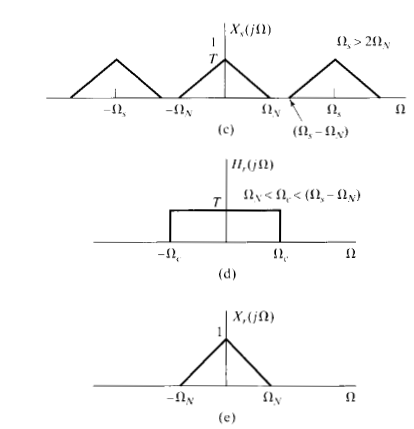 X_s(jΩ)
1
T
Ω_s > 2Ω_N
−Ω_s −Ω_N Ω_N Ω_s Ω
(c) (Ω_s − Ω_N)
H_r(jΩ)
T Ω_N < Ω_c < (Ω_s − Ω_N)
−Ω_c Ω_c Ω
(d)
X_r(jΩ)
1
−Ω_N Ω_N Ω
(e)